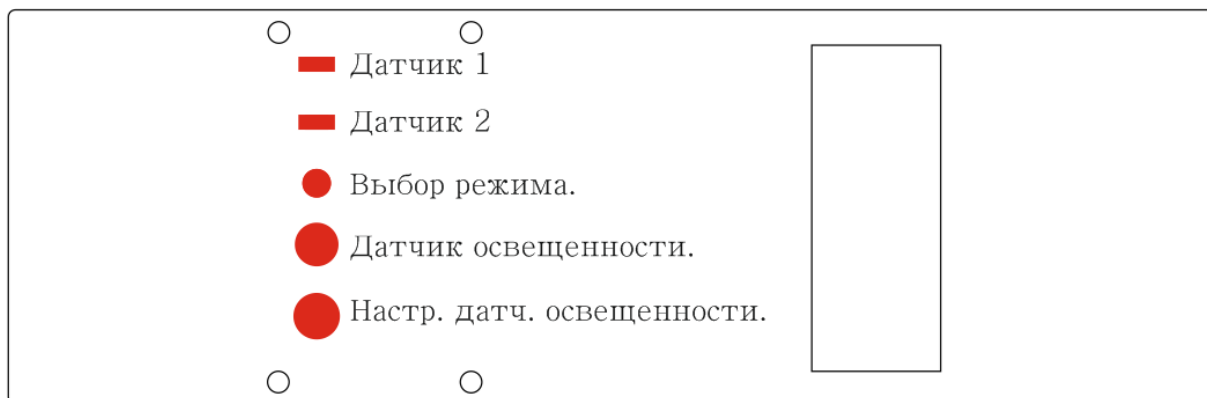 Датчик 1
Датчик 2
Выбор режима.
Датчик освещенности.
Настр. датч. освещенности.